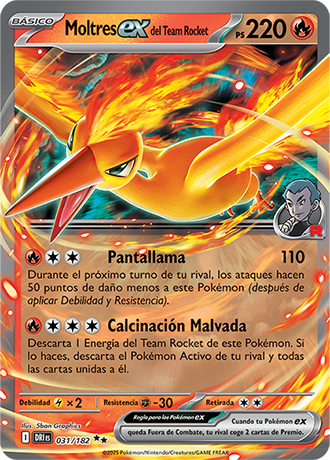 BÁSICO
Moltres ex del Team Rocket PS 220
R
Pantallama 110
Durante el próximo turno de tu rival, los ataques hacen
50 puntos de daño menos a este Pokémon (después de
aplicar Debilidad y Resistencia).
Calcinación Malvada
Descarta 1 Energía del Team Rocket de este Pokémon. Si
lo haces, descarta el Pokémon Activo de tu rival y todas
las cartas unidas a él.
Debilidad ×2 Resistencia -30 Retirada
Ilus. 5ban Graphics
Regla para los Pokémon ex
Cuando tu Pokémon ex
queda Fuera de Combate, tu rival coge 2 cartas de Premio.
I DRI ES 031/182
©2025 Pokémon/Nintendo/Creatures/GAME FREAK